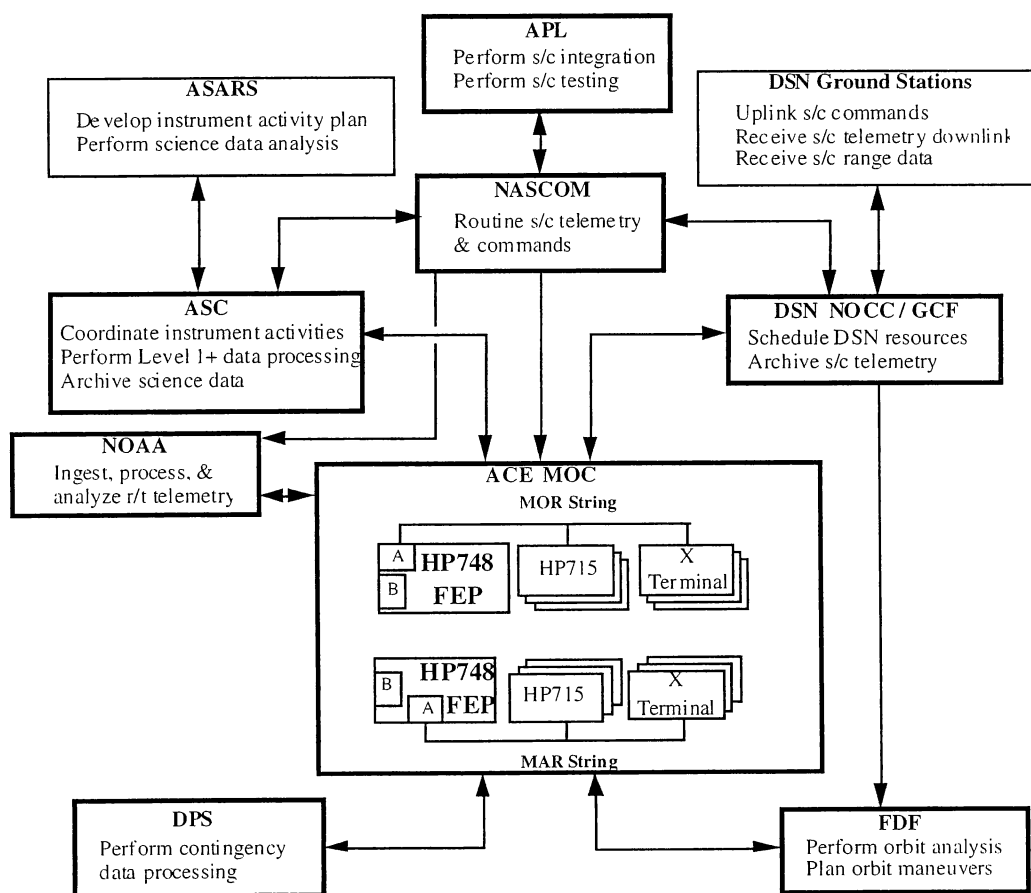 APL
Perform s/c integration
Perform s/c testing
ASARS
Develop instrument activity plan
Perform science data analysis
DSN Ground Stations
Uplink s/c commands
Receive s/c telemetry downlink
Receive s/c range data
NASCOM
Routine s/c telemetry
& commands
ASC
Coordinate instrument activities
Perform Level 1+ data processing
Archive science data
DSN NOCC / GCF
Schedule DSN resources
Archive s/c telemetry
NOAA
Ingest, process, &
analyze r/t telemetry
ACE MOC
MOR String
A
B
HP748
FEP
HP715
X
Terminal
B
A
HP748
FEP
HP715
X
Terminal
MAR String
DPS
Perform contingency
data processing
FDF
Perform orbit analysis
Plan orbit maneuvers